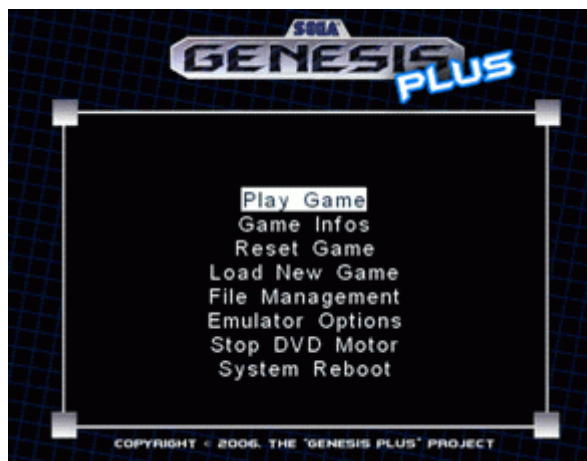 SEGA
GENESIS
PLUS
Play Game
Game Infos
Reset Game
Load New Game
File Management
Emulator Options
Stop DVD Motor
System Reboot
COPYRIGHT © 2006. THE "GENESIS PLUS" PROJECT